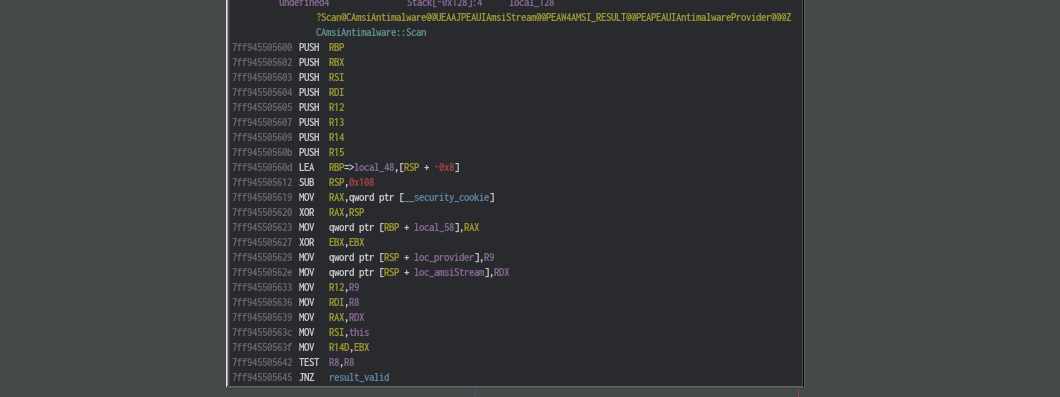 undefined4 Stack[-0x128]:4 local_128
?Scan@CAmsiAntimalware@@UEAAJPEAUIAmsiStream@@PEAW4AMSI_RESULT@@PEAPEAUIAntimalwareProvider@@@Z
CAmsiAntimalware::Scan
7ff945505600 PUSH RBP
7ff945505602 PUSH RBX
7ff945505603 PUSH RSI
7ff945505604 PUSH RDI
7ff945505605 PUSH R12
7ff945505607 PUSH R13
7ff945505609 PUSH R14
7ff94550560b PUSH R15
7ff94550560d LEA RBP=>local_48,[RSP + -0x8]
7ff945505612 SUB RSP,0x108
7ff945505619 MOV RAX,qword ptr [__security_cookie]
7ff945505620 XOR RAX,RSP
7ff945505623 MOV qword ptr [RBP + local_58],RAX
7ff945505627 XOR EBX,EBX
7ff945505629 MOV qword ptr [RSP + loc_provider],R9
7ff94550562e MOV qword ptr [RSP + loc_amsiStream],RDX
7ff945505633 MOV R12,R9
7ff945505636 MOV RDI,R8
7ff945505639 MOV RAX,RDX
7ff94550563c MOV RSI,this
7ff94550563f MOV R14D,EBX
7ff945505642 TEST R8,R8
7ff945505645 JNZ result_valid